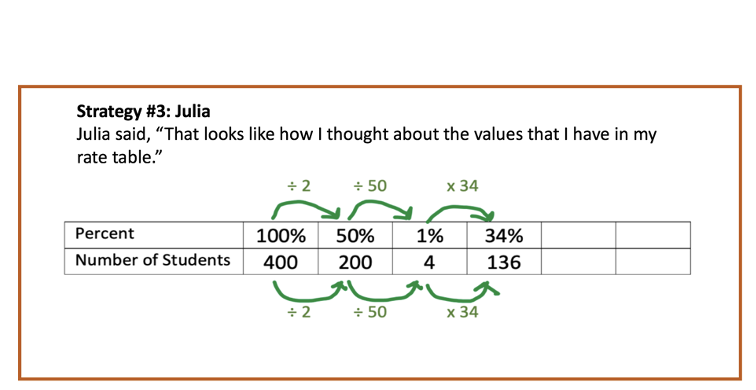 Strategy #3: Julia
Julia said, “That looks like how I thought about the values that I have in my
rate table.”
÷ 2 ÷ 50 x 34
Percent 100% 50% 1% 34%
Number of Students 400 200 4 136
÷ 2 ÷ 50 x 34